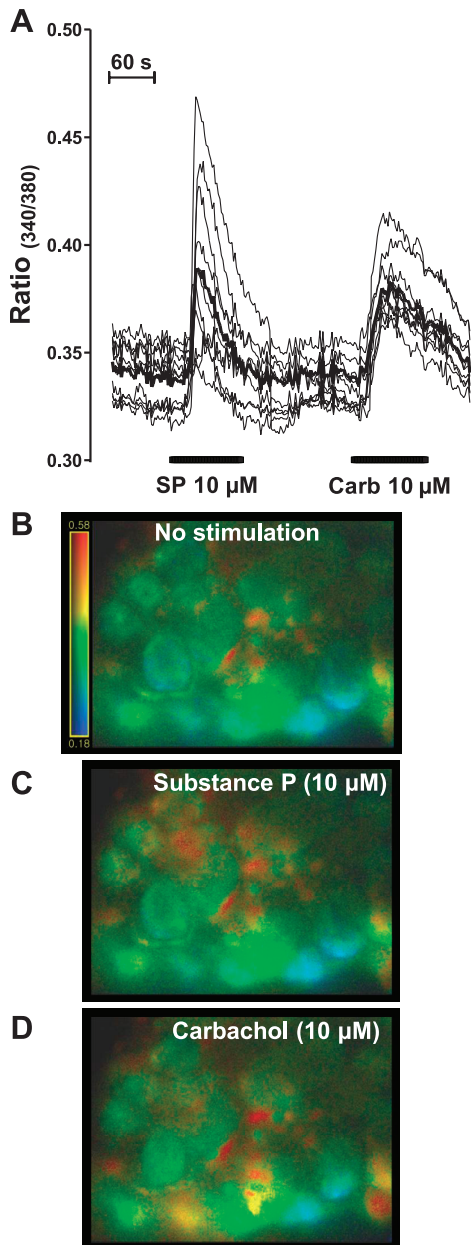 A
0.50
60 s
0.45
0.40
0.35
0.30
Ratio (340/380)
SP 10 µM
Carb 10 µM
B
No stimulation
0.58
0.18
C
Substance P (10 µM)
D
Carbachol (10 µM)